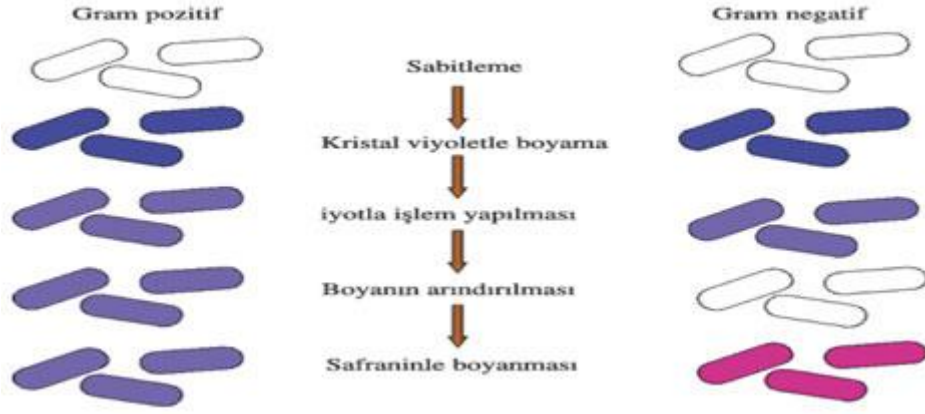 Gram pozitif
Gram negatif
Sabitleme
Kristal viyoletle boyama
iyotla işlem yapılması
Boyanın arındırılması
Safraninle boyanması